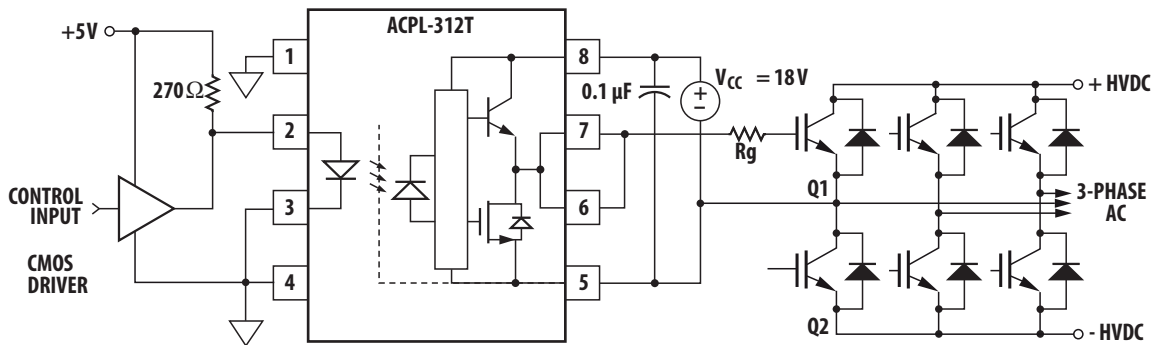 ACPL-312T
+5V
270 Ω
CONTROL
INPUT
CMOS
DRIVER
1
2
3
4
8
7
6
5
0.1 µF
VCC = 18V
+
-
Rg
Q1
Q2
+ HVDC
3-PHASE
AC
- HVDC